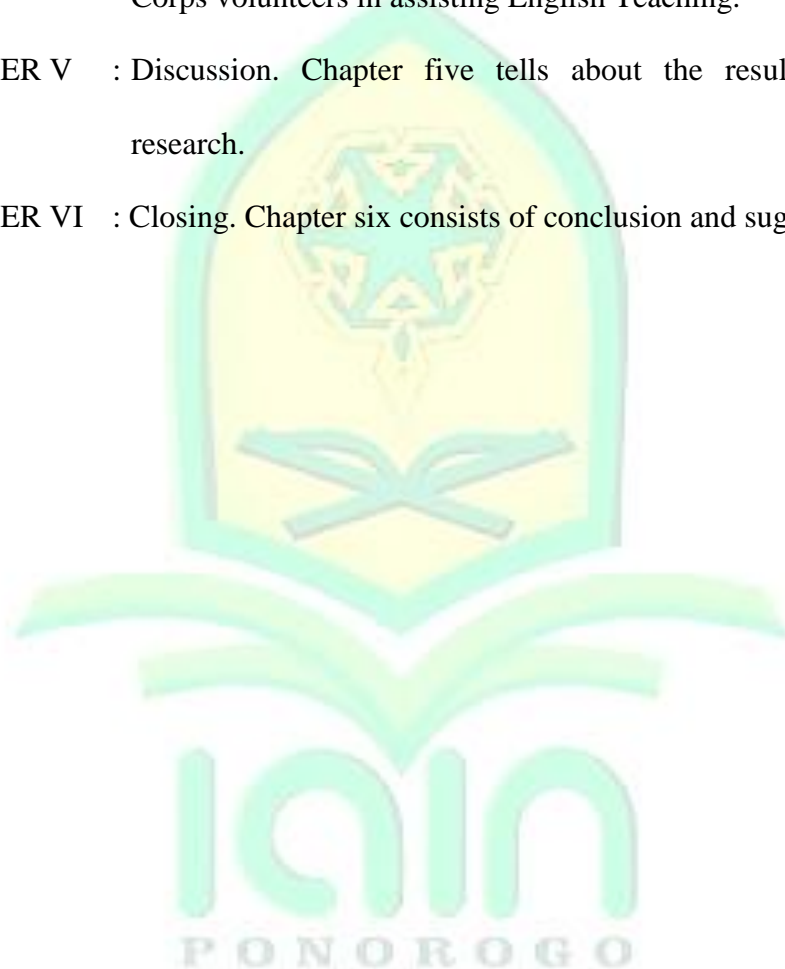 Corps volunteers in assisting English Teaching.
ER V : Discussion. Chapter five tells about the resul
research.
ER VI : Closing. Chapter six consists of conclusion and sug
iain
PONOROGO